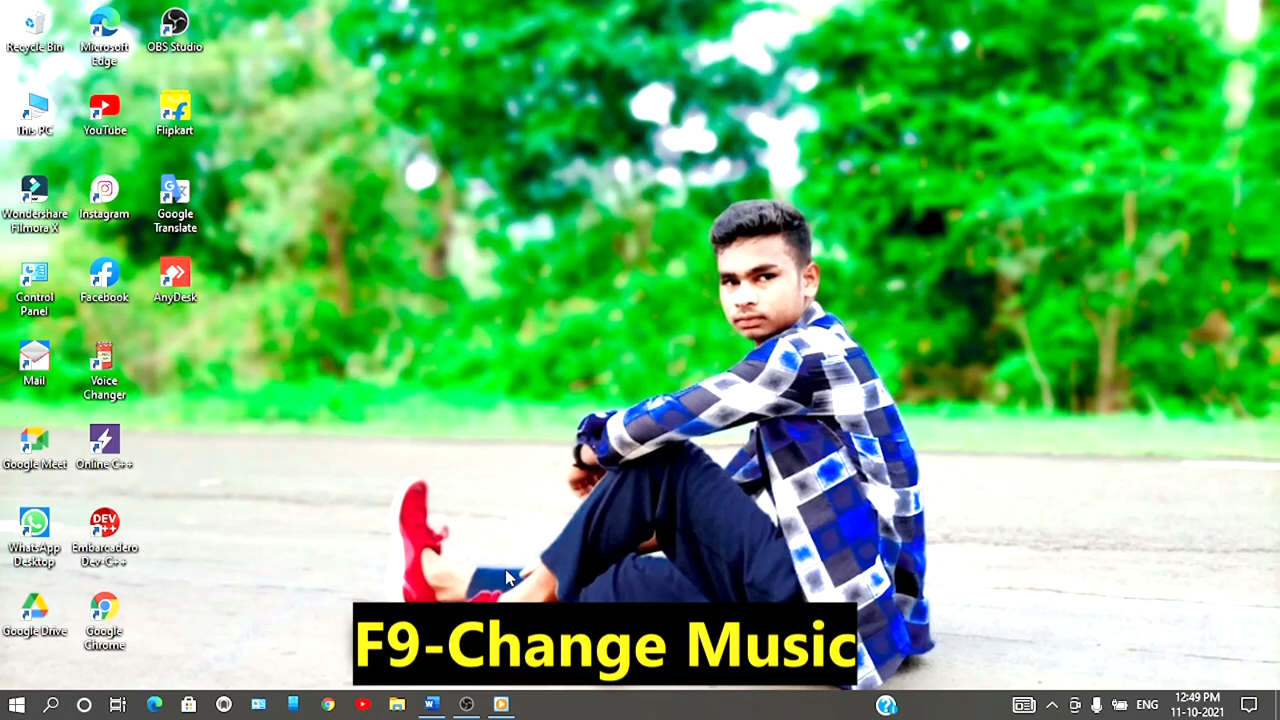 Recycle Bin
Microsoft
Edge
OBS Studio
This PC
YouTube
Flipkart
Wondershare
Filmora X
Instagram
Google
Translate
Control
Panel
Facebook
AnyDesk
Mail
Voice
Changer
Google Meet
Online C++
WhatsApp
Desktop
DEV
C++
Embarcadero
Dev-C++
Google Drive
Google
Chrome
F9-Change Music
ENG
12:49 PM
11-10-2021